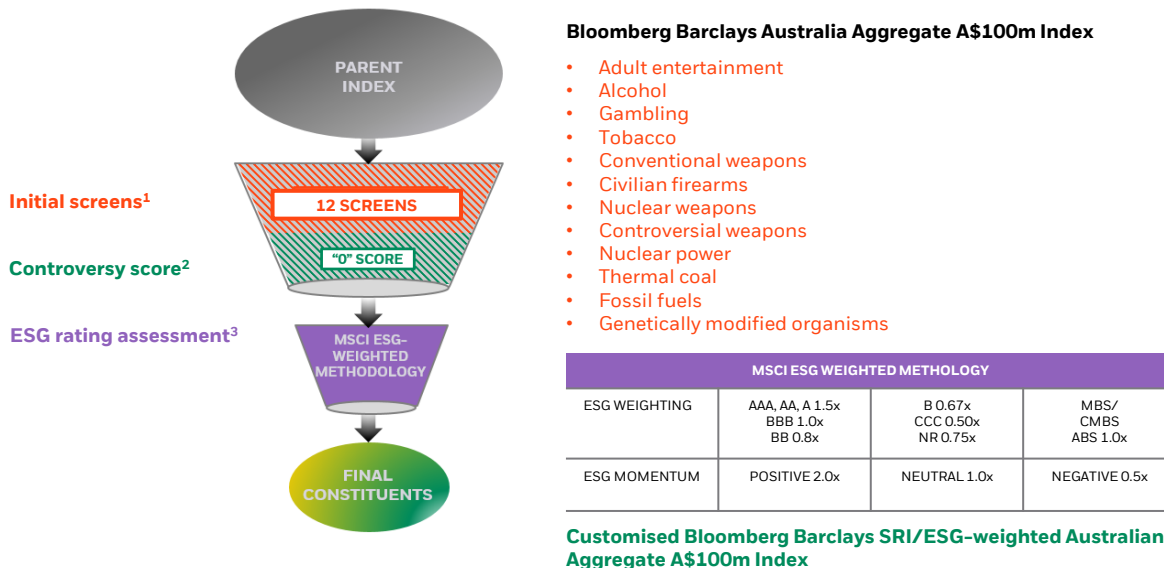 PARENT
INDEX
Initial screens¹
12 SCREENS
Controversy score²
"0" SCORE
ESG rating assessment³
MSCI ESG-
WEIGHTED
METHODOLOGY
FINAL
CONSTITUENTS
Bloomberg Barclays Australia Aggregate A$100m Index
• Adult entertainment
• Alcohol
• Gambling
• Tobacco
• Conventional weapons
• Civilian firearms
• Nuclear weapons
• Controversial weapons
• Nuclear power
• Thermal coal
• Fossil fuels
• Genetically modified organisms
MSCI ESG WEIGHTED METHOLOGY
ESG WEIGHTING
AAA, AA, A 1.5x
BBB 1.0x
BB 0.8x
B 0.67x
CCC 0.50x
NR 0.75x
MBS/
CMBS
ABS 1.0x
ESG MOMENTUM
POSITIVE 2.0x
NEUTRAL 1.0x
NEGATIVE 0.5x
Customised Bloomberg Barclays SRI/ESG-weighted Australian
Aggregate A$100m Index